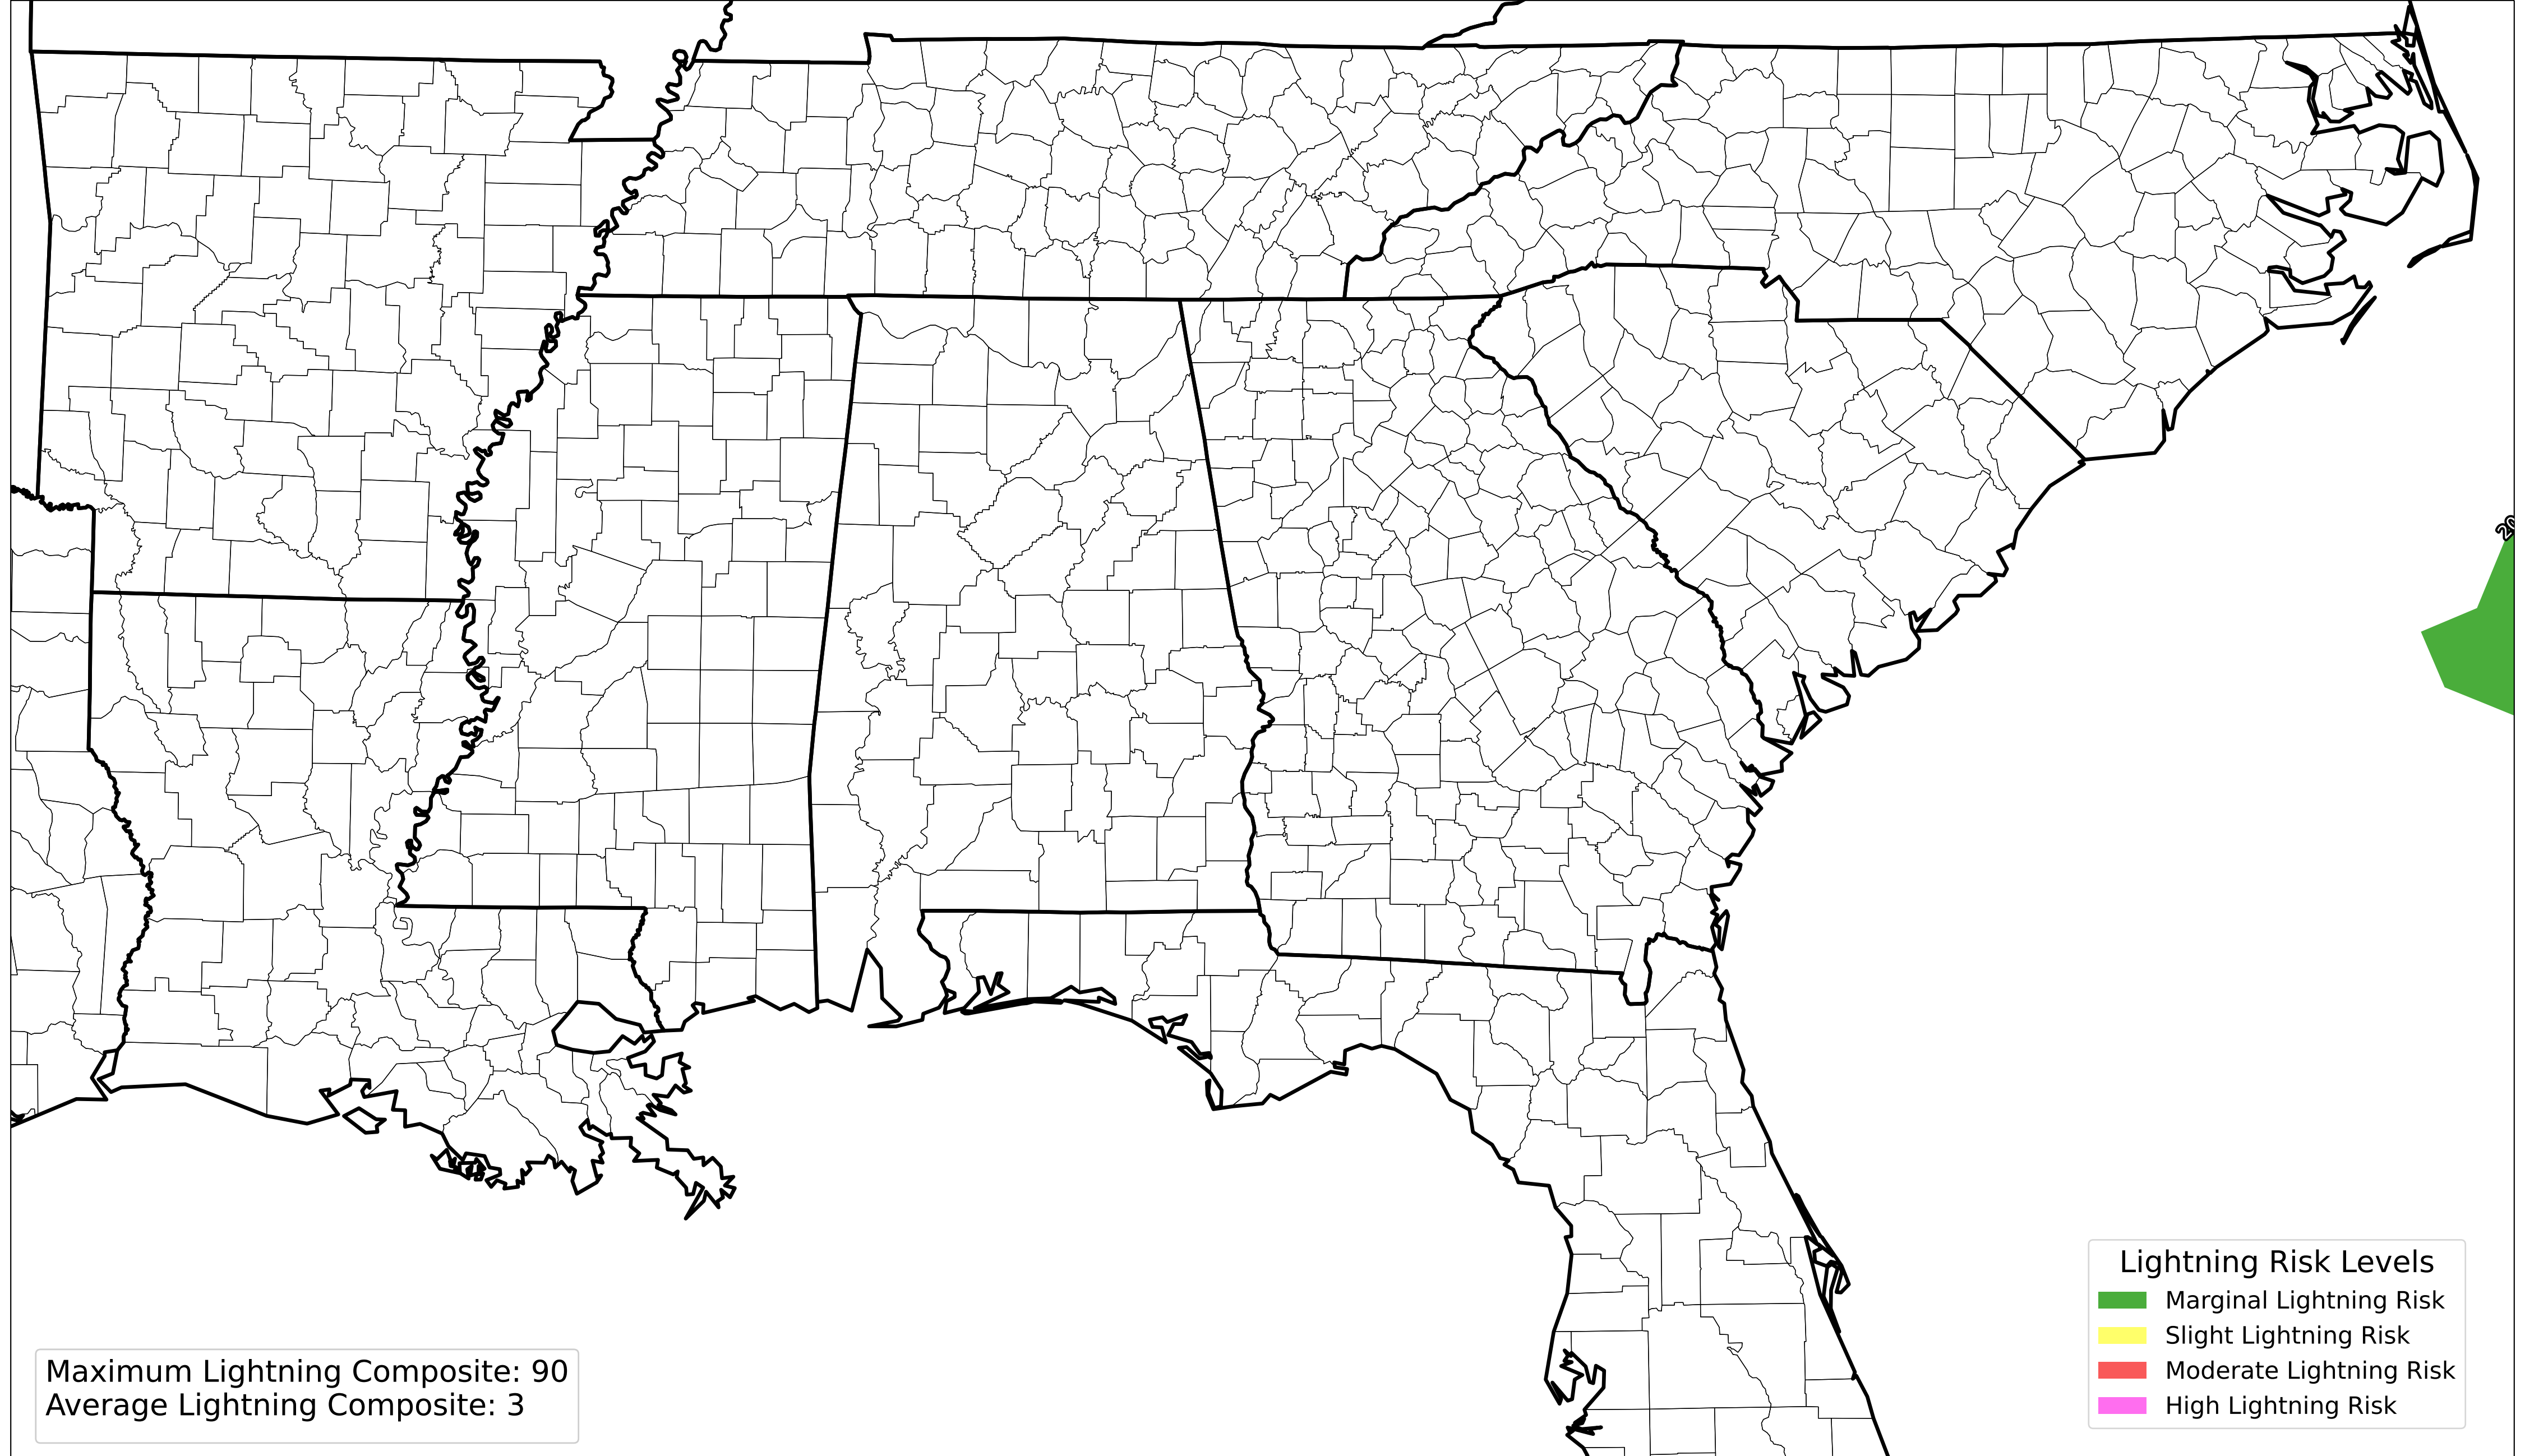 20
Maximum Lightning Composite: 90
Average Lightning Composite: 3
Lightning Risk Levels
Marginal Lightning Risk
Slight Lightning Risk
Moderate Lightning Risk
High Lightning Risk